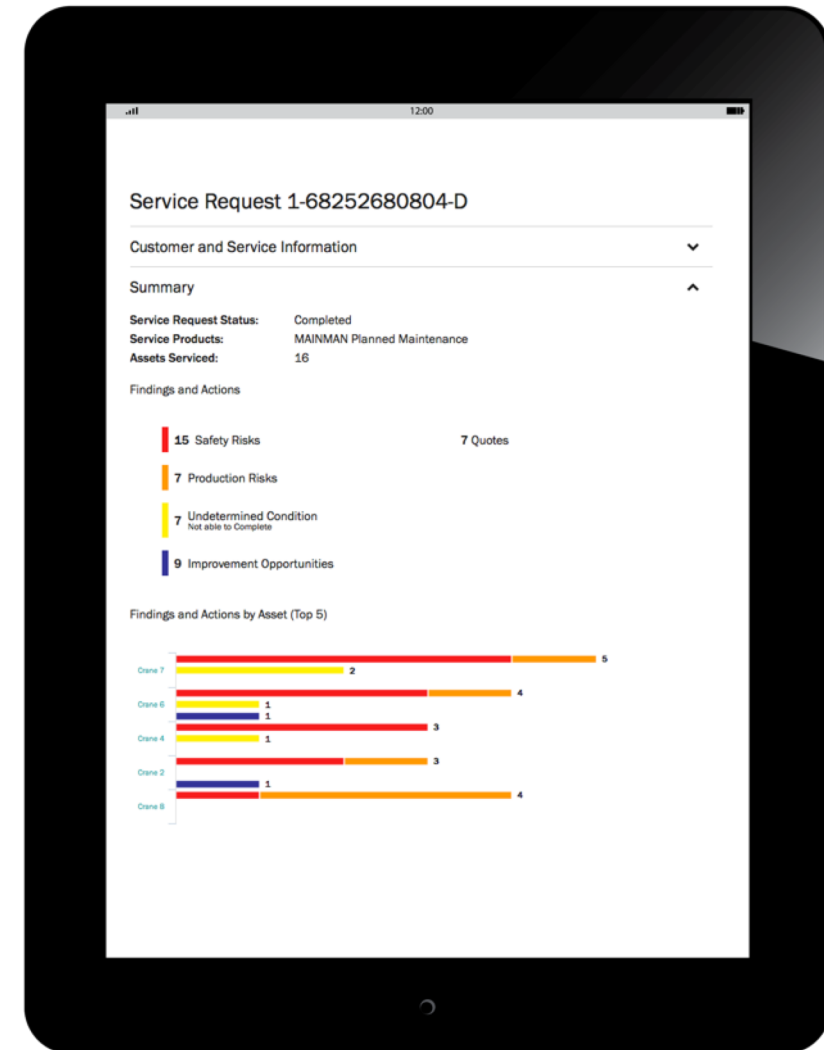 12:00
Service Request 1-68252680804-D
Customer and Service Information
Summary
Service Request Status: Completed
Service Products: MAINMAN Planned Maintenance
Assets Serviced: 16
Findings and Actions
15 Safety Risks 7 Quotes
7 Production Risks
7 Undetermined Condition
Not able to Complete
9 Improvement Opportunities
Findings and Actions by Asset (Top 5)
5
Crane 7 2
4
Crane 6 1
1
3
Crane 4 1
3
Crane 2
1
4
Crane 8